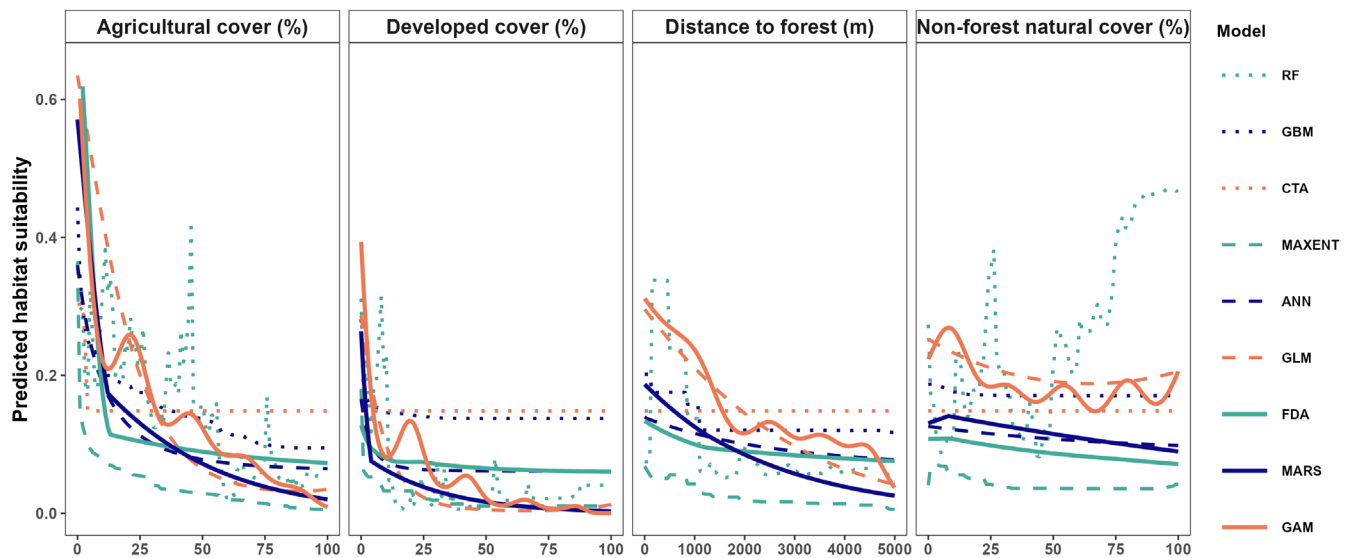 Agricultural cover (%) Developed cover (%) Distance to forest (m) Non-forest natural cover (%)
Model
RF
GBM
CTA
MAXENT
ANN
GLM
FDA
MARS
GAM
Predicted habitat suitability
0.6
0.4
0.2
0.0
0 25 50 75 100 0 25 50 75 100 0 1000 2000 3000 4000 5000 0 25 50 75 100